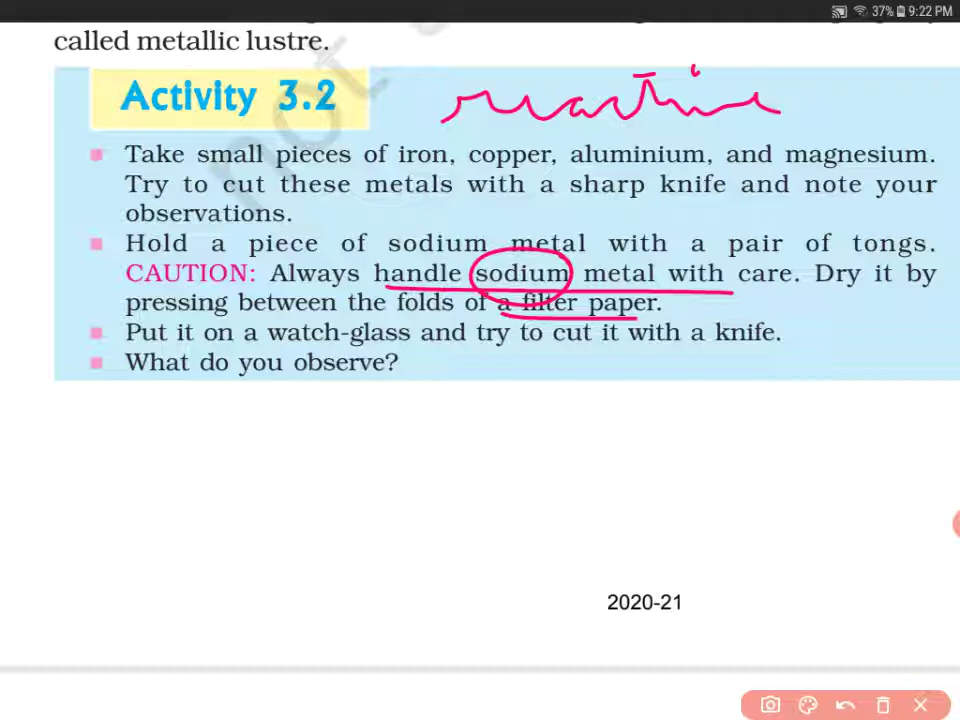 37% 9:22 PM
called metallic lustre.
Activity 3.2
reactive
Take small pieces of iron, copper, aluminium, and magnesium.
Try to cut these metals with a sharp knife and note your
observations.
Hold a piece of sodium metal with a pair of tongs.
CAUTION: Always handle sodium metal with care. Dry it by
pressing between the folds of a filter paper.
Put it on a watch-glass and try to cut it with a knife.
What do you observe?
2020-21